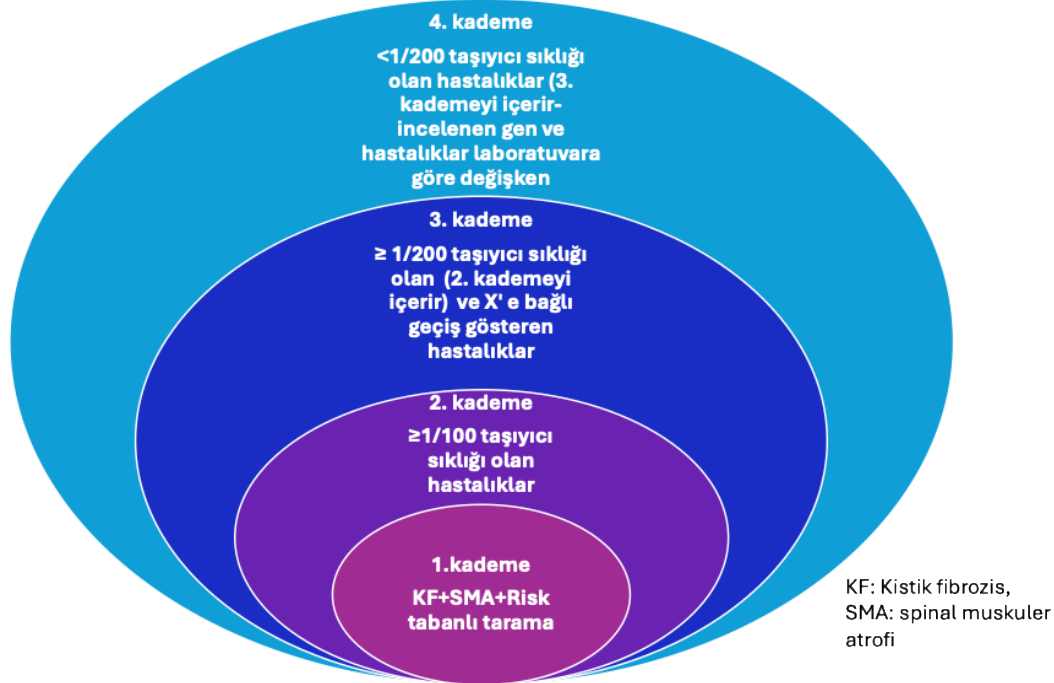 4. kademe
<1/200 taşıyıcı sıklığı
olan hastalıklar (3.
kademeyi içerir-
incelenen gen ve
hastalıklar laboratuvara
göre değişken
3. kademe
≥ 1/200 taşıyıcı sıklığı
olan (2. kademeyi
içerir) ve X' e bağlı
geçiş gösteren
hastalıklar
2. kademe
≥1/100 taşıyıcı
sıklığı olan
hastalıklar
1.kademe
KF+SMA+Risk
tabanlı tarama
KF: Kistik fibrozis,
SMA: spinal muskuler
atrofi